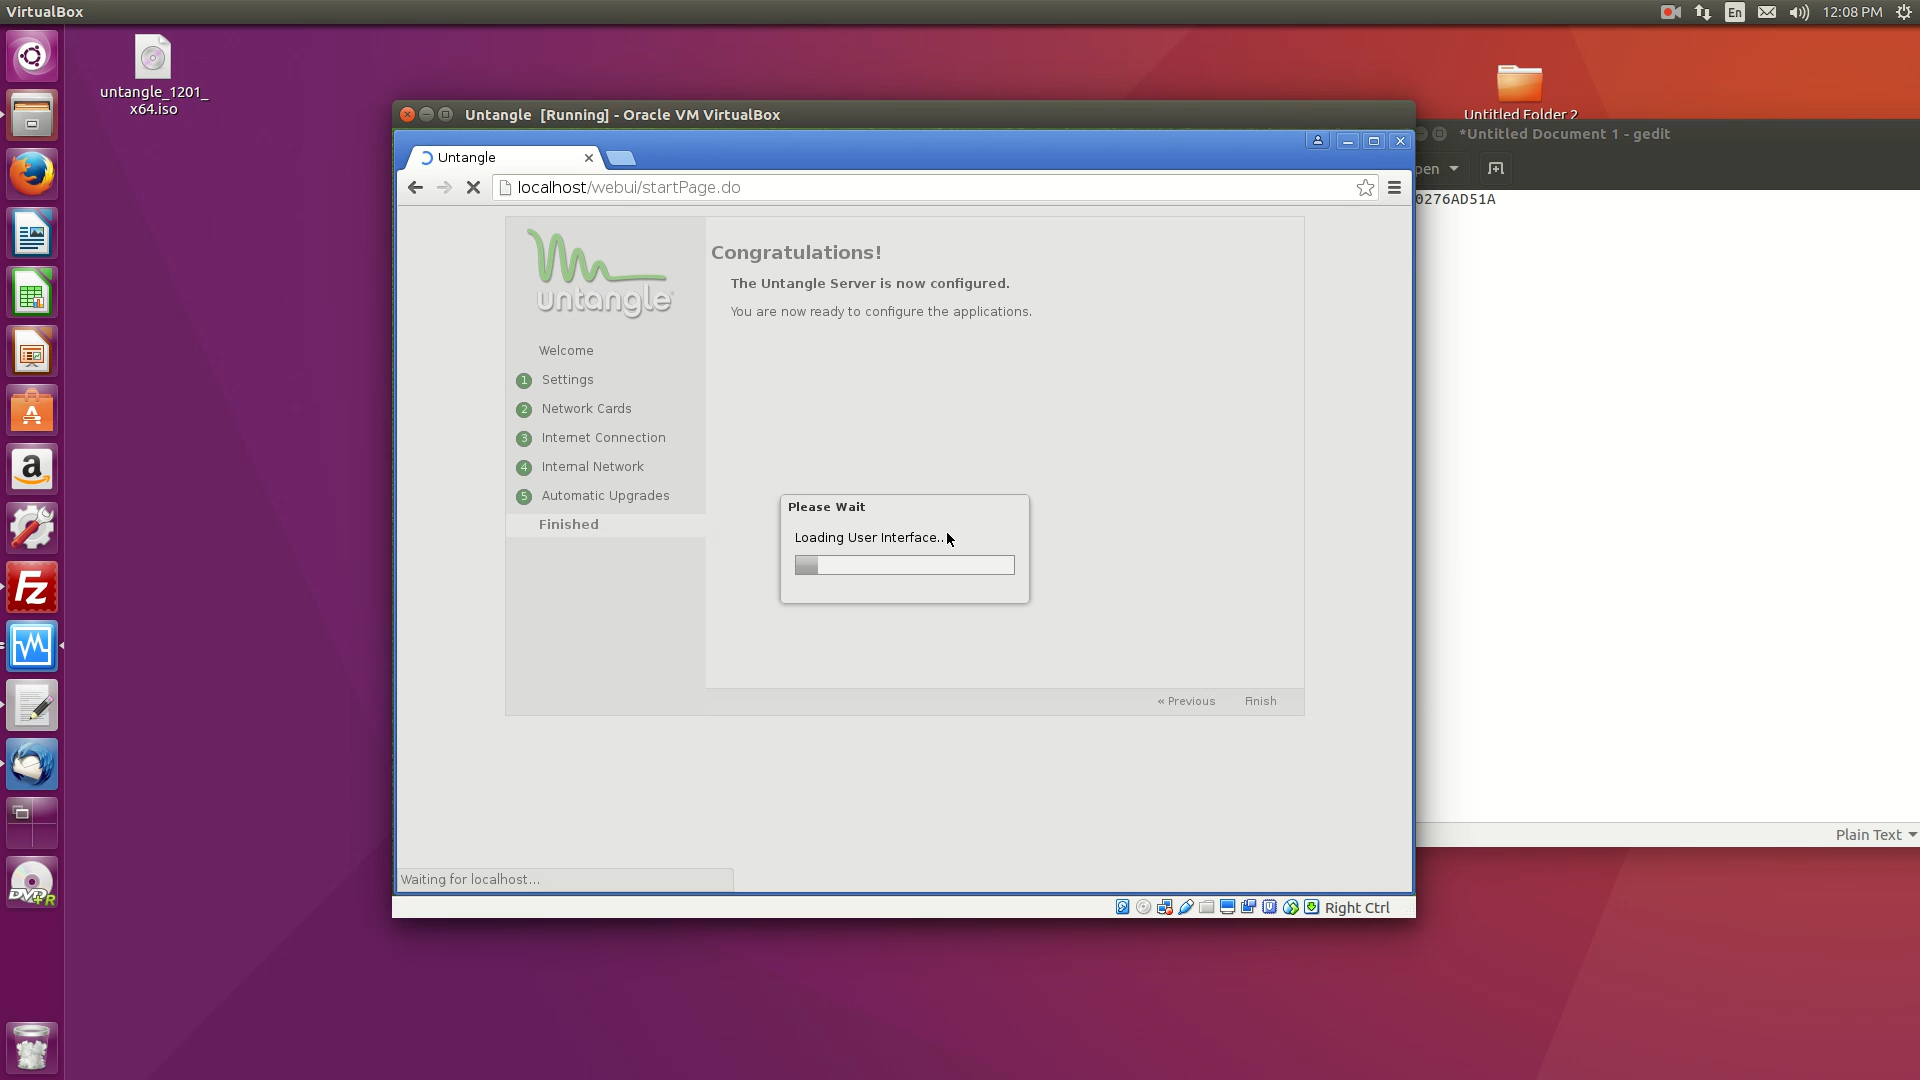 VirtualBox
En
12:08 PM
untangle_1201_
x64.iso
Untitled Folder 2
Untangle [Running] - Oracle VM VirtualBox
*Untitled Document 1 - gedit
Untangle
pen
localhost/webui/startPage.do
0276AD51A
untangle
Congratulations!
The Untangle Server is now configured.
You are now ready to configure the applications.
Welcome
1 Settings
2 Network Cards
3 Internet Connection
4 Internal Network
5 Automatic Upgrades
Finished
Please Wait
Loading User Interface..
« Previous
Finish
Plain Text
Waiting for localhost...
Right Ctrl
a
Fz
DVD+R